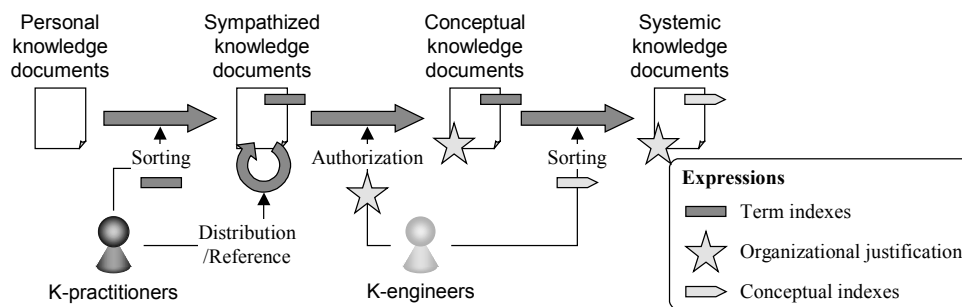 Personal
knowledge
documents
Sympathized
knowledge
documents
Conceptual
knowledge
documents
Systemic
knowledge
documents
Sorting
Authorization
Sorting
Distribution
/Reference
K-practitioners
K-engineers
Expressions
Term indexes
Organizational justification
Conceptual indexes